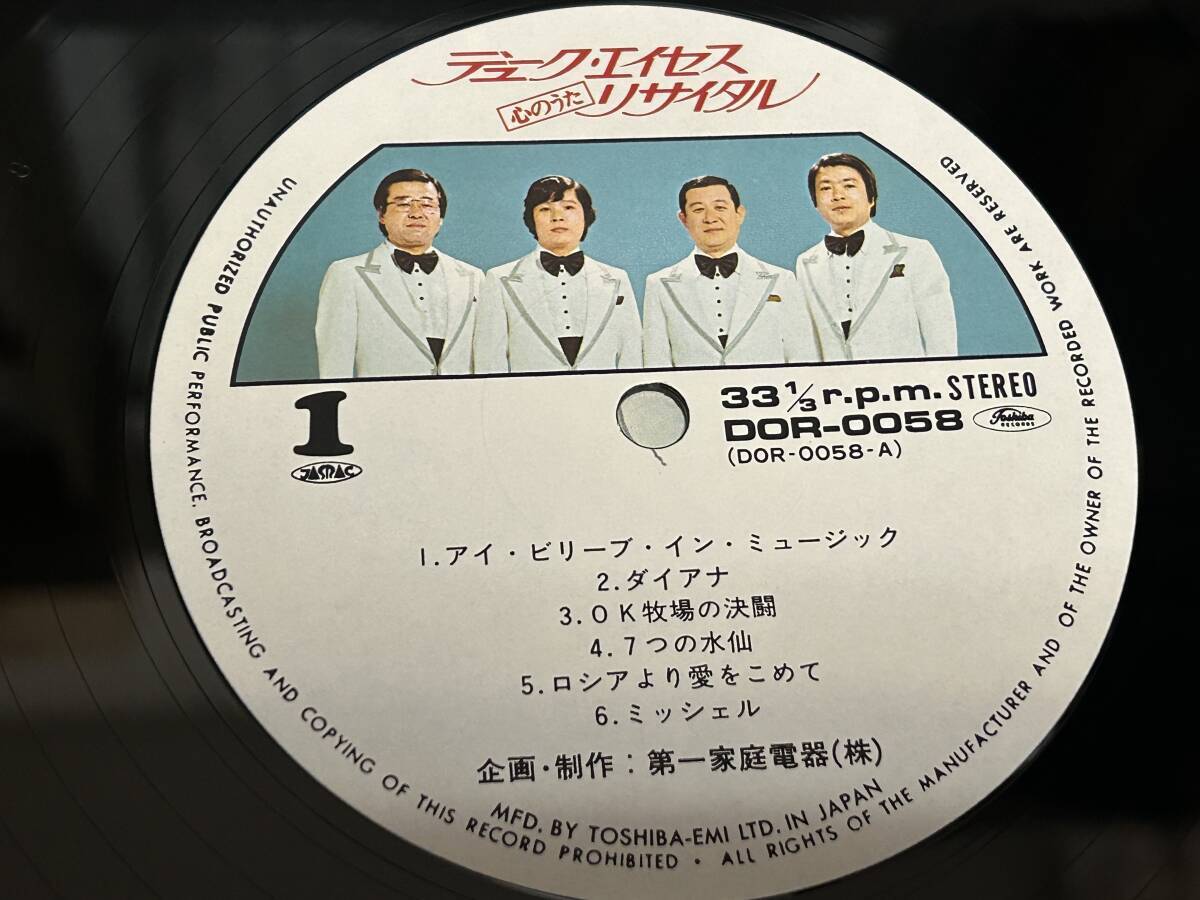 デューク・エイセス
心のうた
リサイタル
1
JASRAC
33 1/3 r.p.m. STEREO
DOR-0058
Toshiba
RECORDS
(DOR-0058-A)
1.アイ・ビリーブ・イン・ミュージック
2.ダイアナ
3.OK牧場の決闘
4.7つの水仙
5.ロシアより愛をこめて
6.ミッシェル
企画・制作：第一家庭電器(株)
MFD. BY TOSHIBA-EMI LTD. IN JAPAN
UNAUTHORIZED PUBLIC PERFORMANCE, BROADCASTING AND COPYING OF THIS RECORD PROHIBITED • ALL RIGHTS OF THE MANUFACTURER AND OF THE OWNER OF THE RECORDED WORK ARE RESERVED